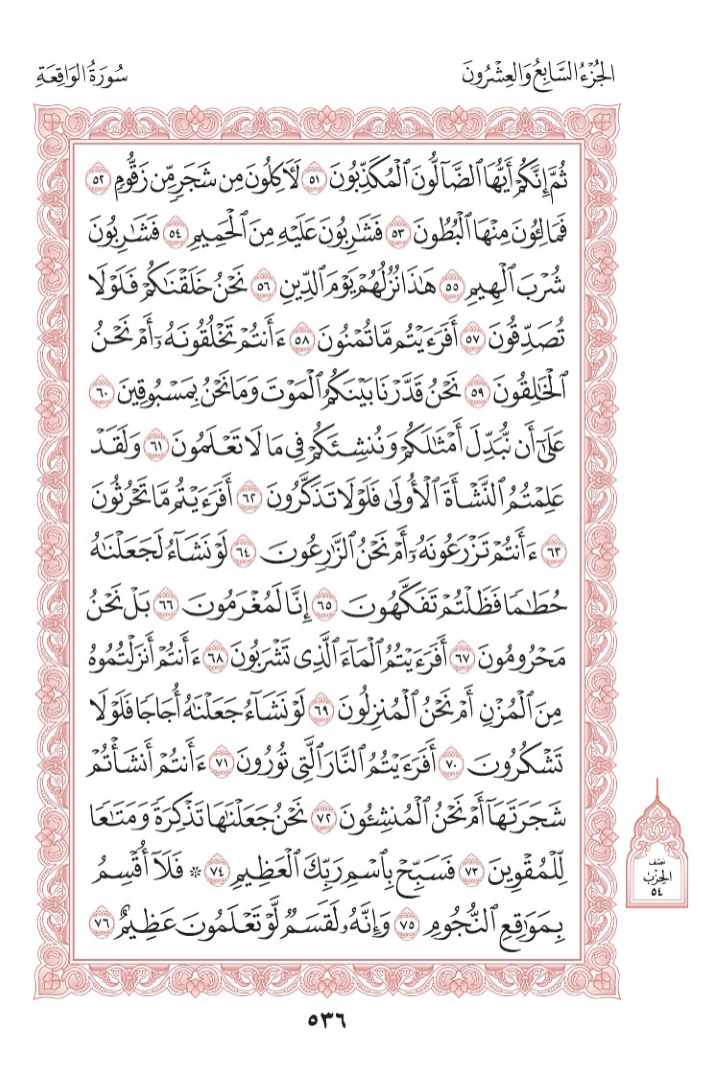 الجُزْءُ السَّابِعُ وَالعِشْرُونَ
سُورَةُ الوَاقِعَةِ
ثُمَّ إِنَّكُمْ أَيُّهَا ٱلضَّآلُّونَ ٱلْمُكَذِّبُونَ ٥١ لَأَكِلُونَ مِن شَجَرٍ مِّن زَقُّومٍ ٥٢
فَمَالِـُٔونَ مِنْهَا ٱلْبُطُونَ ٥٣ فَشَٰرِبُونَ عَلَيْهِ مِنَ ٱلْحَمِيمِ ٥٤ فَشَٰرِبُونَ
شُرْبَ ٱلْهِيمِ ٥٥ هَٰذَا نُزُلُهُمْ يَوْمَ ٱلدِّينِ ٥٦ نَحْنُ خَلَقْنَٰكُمْ فَلَوْلَا
تُصَدِّقُونَ ٥٧ أَفَرَءَيْتُم مَّا تُمْنُونَ ٥٨ ءَأَنتُمْ تَخْلُقُونَهُۥٓ أَمْ نَحْنُ
ٱلْخَٰلِقُونَ ٥٩ نَحْنُ قَدَّرْنَا بَيْنَكُمُ ٱلْمَوْتَ وَمَا نَحْنُ بِمَسْبُوقِينَ ٦٠
عَلَىٰٓ أَن نُّبَدِّلَ أَمْثَٰلَكُمْ وَنُنشِئَكُمْ فِى مَا لَا تَعْلَمُونَ ٦١ وَلَقَدْ
عَلِمْتُمُ ٱلنَّشْأَةَ ٱلْأُولَىٰ فَلَوْلَا تَذَكَّرُونَ ٦٢ أَفَرَءَيْتُم مَّا تَحْرُثُونَ
٦٣ ءَأَنتُمْ تَزْرَعُونَهُۥٓ أَمْ نَحْنُ ٱلزَّٰرِعُونَ ٦٤ لَوْ نَشَآءُ لَجَعَلْنَٰهُ
حُطَٰمًا فَظَلْتُمْ تَفَكَّهُونَ ٦٥ إِنَّا لَمُغْرَمُونَ ٦٦ بَلْ نَحْنُ
مَحْرُومُونَ ٦٧ أَفَرَءَيْتُمُ ٱلْمَآءَ ٱلَّذِى تَشْرَبُونَ ٦٨ ءَأَنتُمْ أَنزَلْتُمُوهُ
مِنَ ٱلْمُزْنِ أَمْ نَحْنُ ٱلْمُنزِلُونَ ٦٩ لَوْ نَشَآءُ جَعَلْنَٰهُ أُجَاجًا فَلَوْلَا
تَشْكُرُونَ ٧٠ أَفَرَءَيْتُمُ ٱلنَّارَ ٱلَّتِى تُورُونَ ٧١ ءَأَنتُمْ أَنشَأْتُمْ
شَجَرَتَهَآ أَمْ نَحْنُ ٱلْمُنشِـُٔونَ ٧٢ نَحْنُ جَعَلْنَٰهَا تَذْكِرَةً وَمَتَٰعًا
لِّلْمُقْوِينَ ٧٣ فَسَبِّحْ بِٱسْمِ رَبِّكَ ٱلْعَظِيمِ ٧٤ ۞ فَلَآ أُقْسِمُ
بِمَوَٰقِعِ ٱلنُّجُومِ ٧٥ وَإِنَّهُۥ لَقَسَمٌ لَّوْ تَعْلَمُونَ عَظِيمٌ ٧٦
نصف
الحزب
٥٤
٥٣٦